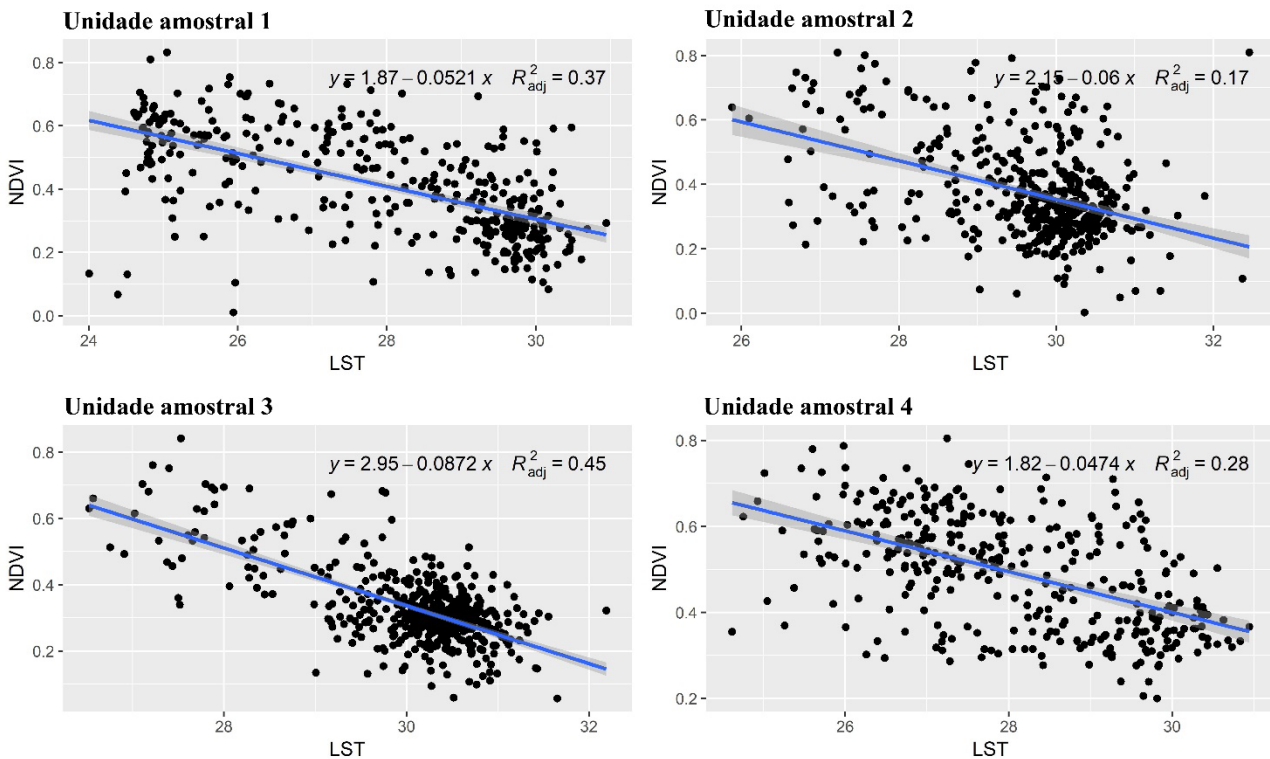 Unidade amostral 1
y = 1.87 – 0.0521 x R²adj = 0.37
0.8
0.6
0.4
0.2
0.0
NDVI
24 26 28 30
LST
Unidade amostral 2
y = 2.15 – 0.06 x R²adj = 0.17
0.8
0.6
0.4
0.2
0.0
NDVI
26 28 30 32
LST
Unidade amostral 3
y = 2.95 – 0.0872 x R²adj = 0.45
0.8
0.6
0.4
0.2
NDVI
28 30 32
LST
Unidade amostral 4
y = 1.82 – 0.0474 x R²adj = 0.28
0.8
0.6
0.4
0.2
NDVI
26 28 30
LST